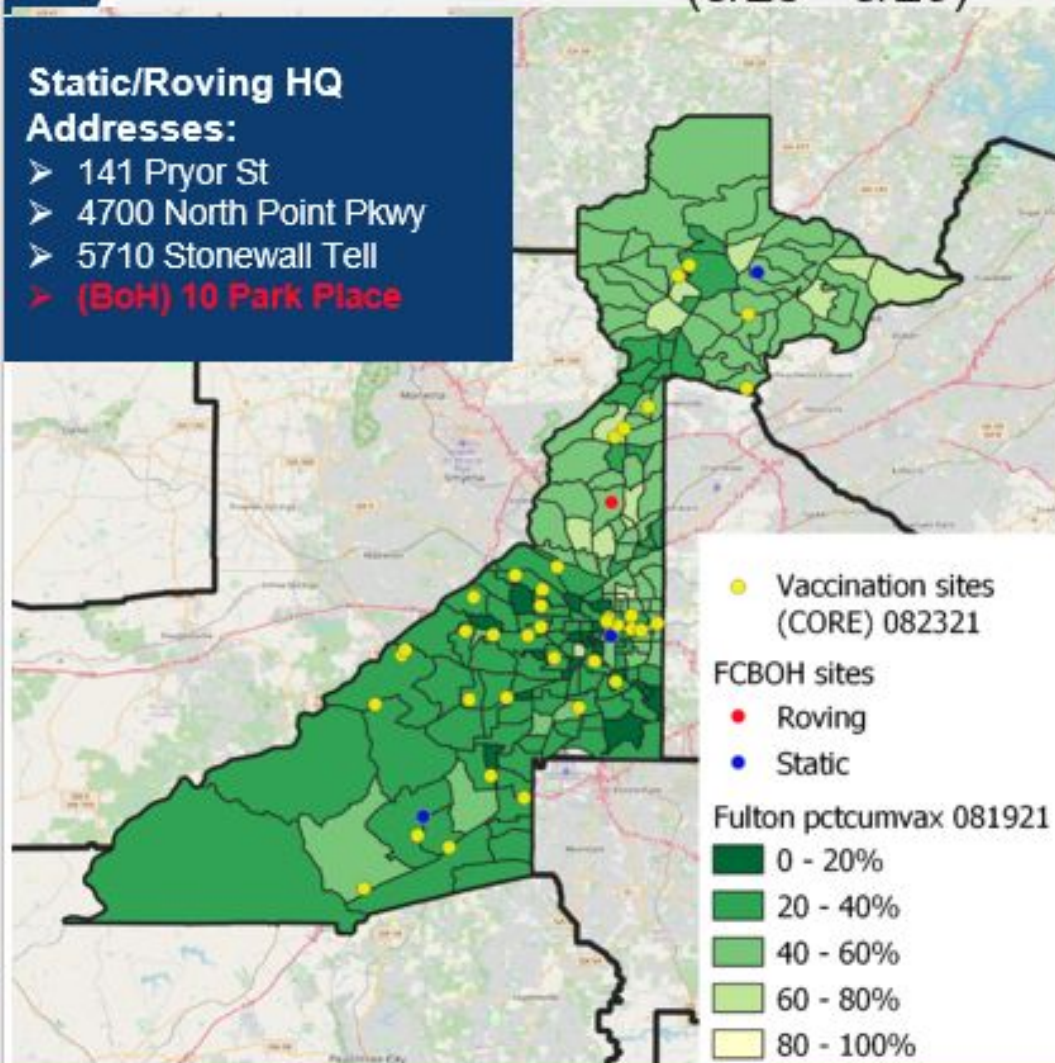 Static/Roving HQ
Addresses:
➤ 141 Pryor St
➤ 4700 North Point Pkwy
➤ 5710 Stonewall Tell
➤ (BoH) 10 Park Place
Vaccination sites
(CORE) 082321
FCBOH sites
Roving
Static
Fulton pctcumvax 081921
0 - 20%
20 - 40%
40 - 60%
60 - 80%
80 - 100%